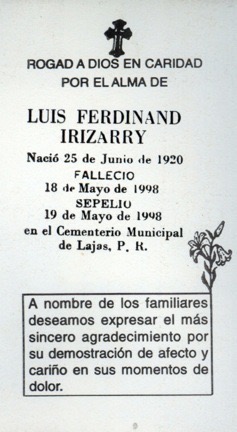 ROGAD A DIOS EN CARIDAD
POR EL ALMA DE
LUIS FERDINAND
IRIZARRY
Nació 25 de Junio de 1920
FALLECIO
18 de Mayo de 1998
SEPELIO
19 de Mayo de 1998
en el Cementerio Municipal
de Lajas, P. R.
A nombre de los familiares
deseamos expresar el más
sincero agradecimiento por
su demostración de afecto y
cariño en sus momentos de
dolor.